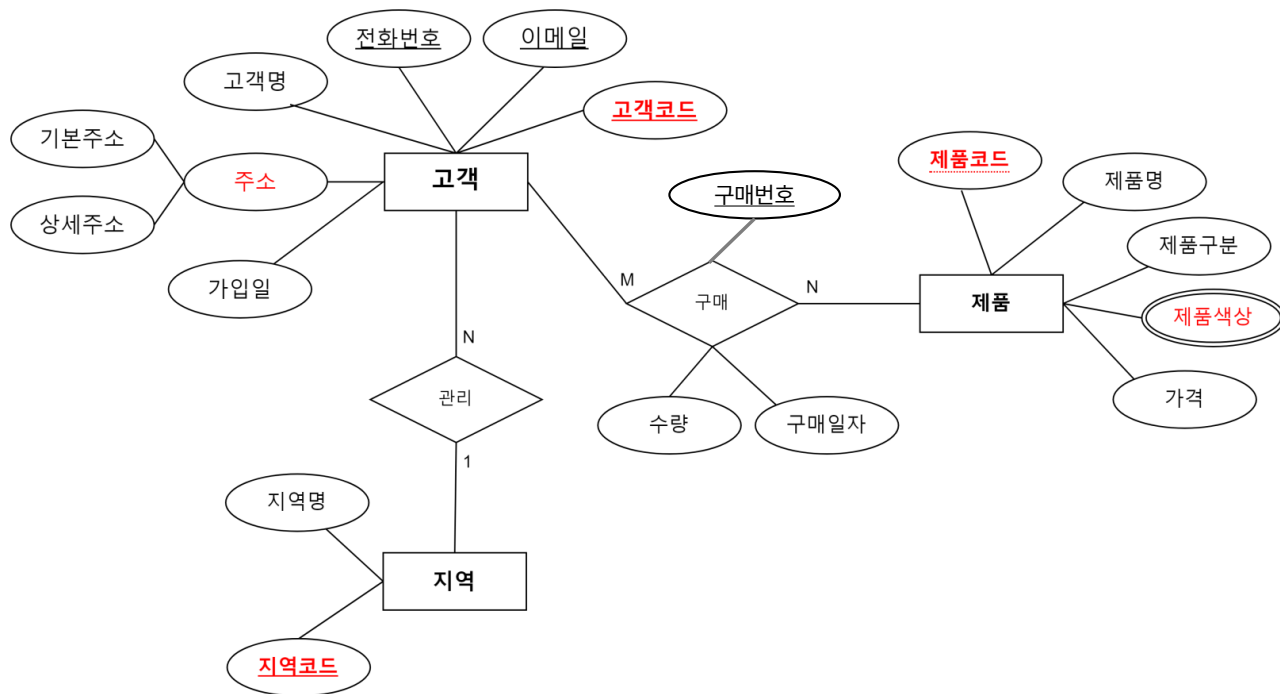 전화번호
이메일
고객명
고객코드
기본주소
주소
고객
상세주소
가입일
제품코드
제품명
구매번호
제품구분
M
구매
N
제품
제품색상
가격
수량
구매일자
N
관리
1
지역명
지역
지역코드